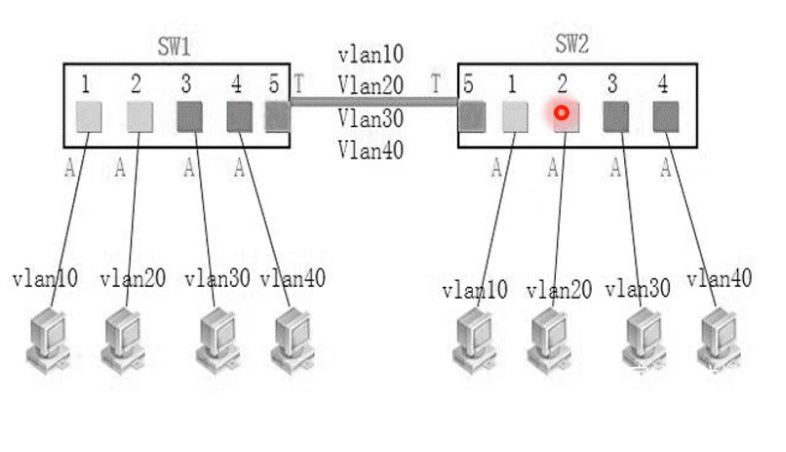 SW1
SW2
vlan10
Vlan20
Vlan30
Vlan40
1 2 3 4 5 T
T 5 1 2 3 4
A A A A
A A A A
vlan10 vlan20 vlan30 vlan40
vlan10 vlan20 vlan30 vlan40